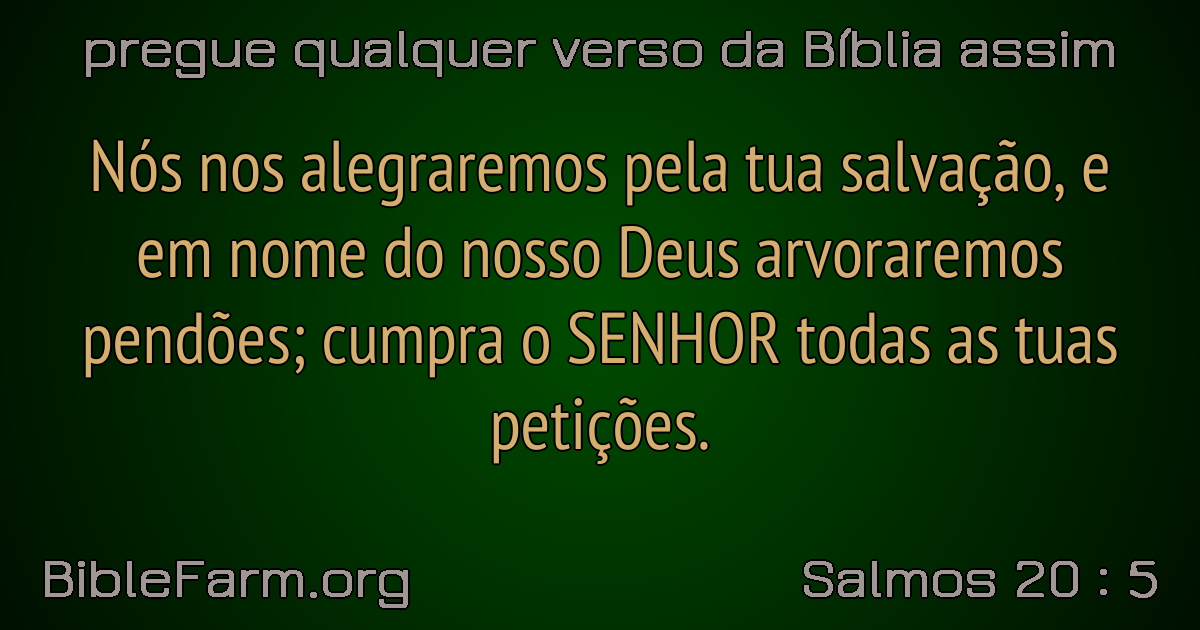 pregue qualquer verso da Bíblia assim
Nós nos alegraremos pela tua salvação, e
em nome do nosso Deus arvoraremos
pendões; cumpra o SENHOR todas as tuas
petições.
BibleFarm.org
Salmos 20 : 5